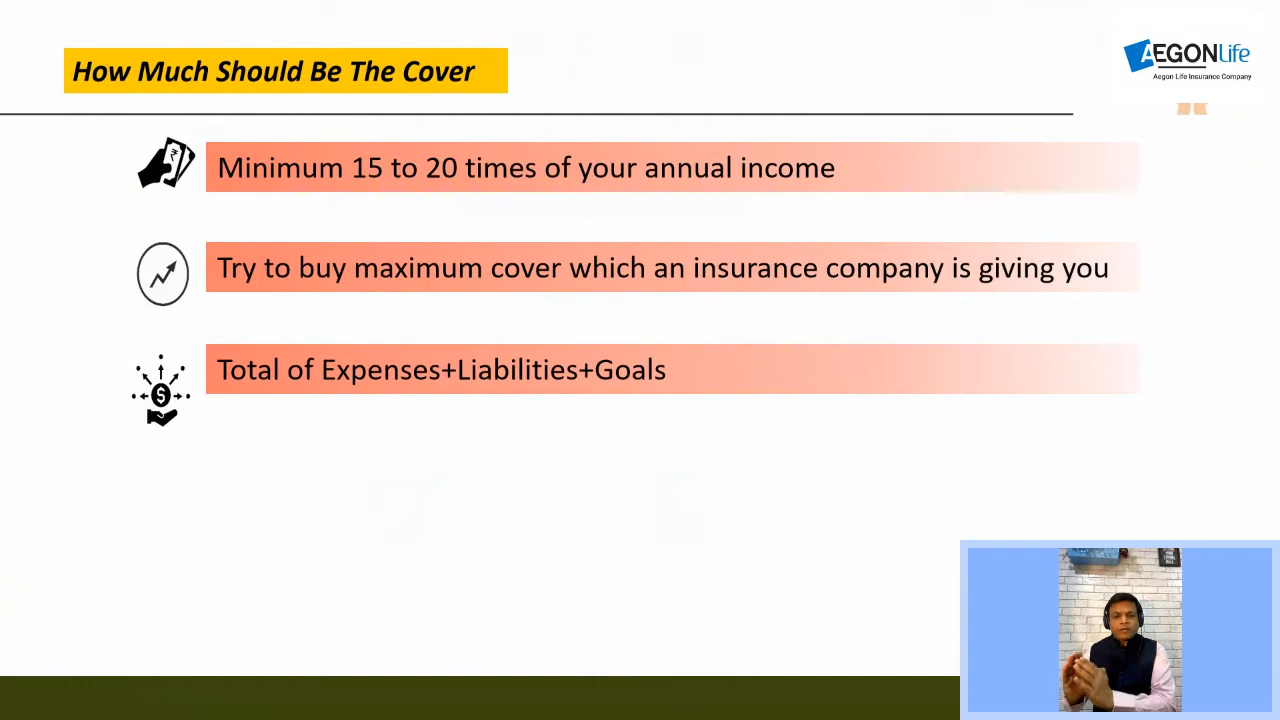 How Much Should Be The Cover
AEGONLife
Aegon Life Insurance Company
Minimum 15 to 20 times of your annual income
Try to buy maximum cover which an insurance company is giving you
Total of Expenses+Liabilities+Goals